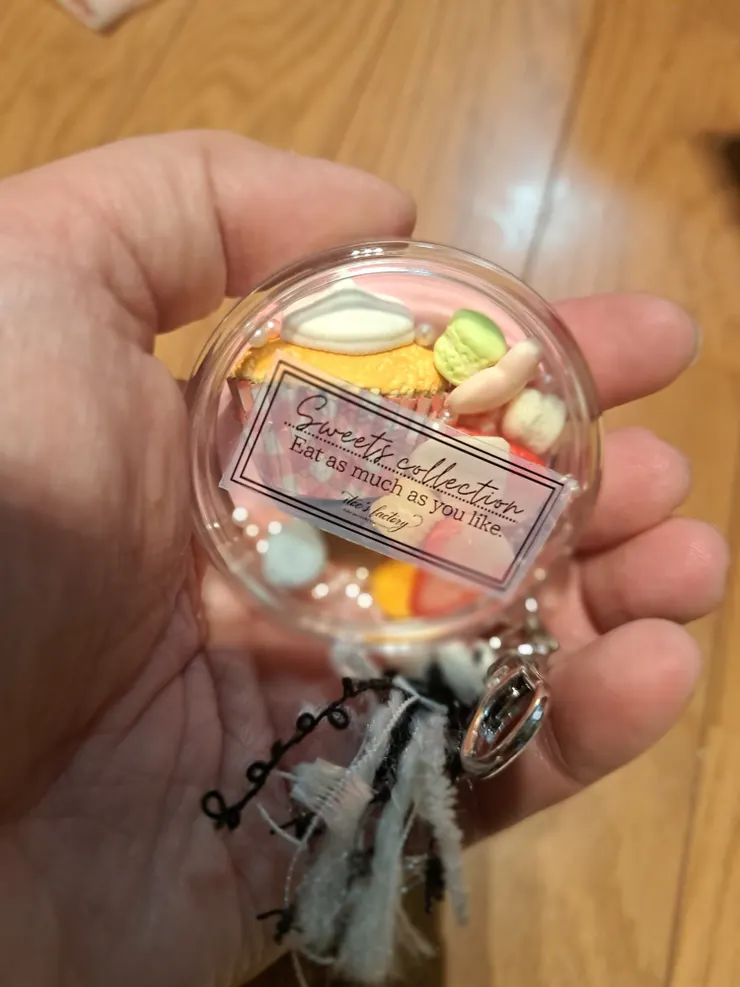 Sweets collection
Eat as much as you like.